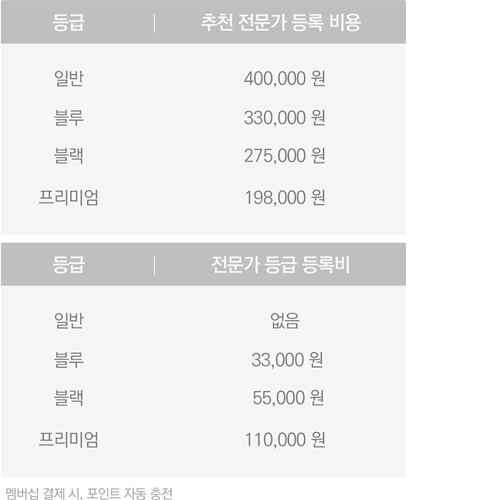 등급 | 추천 전문가 등록 비용
일반 400,000 원
블루 330,000 원
블랙 275,000 원
프리미엄 198,000 원
등급 | 전문가 등급 등록비
일반 없음
블루 33,000 원
블랙 55,000 원
프리미엄 110,000 원
멤버십 결제 시, 포인트 자동 충전